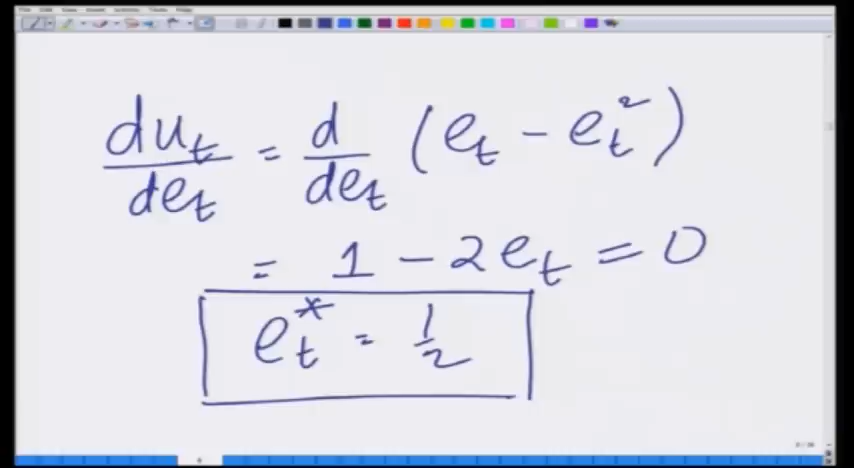 du_t/de_t = d/de_t (e_t - e_t^2)
= 1 - 2e_t = 0
e_t^* = 1/2